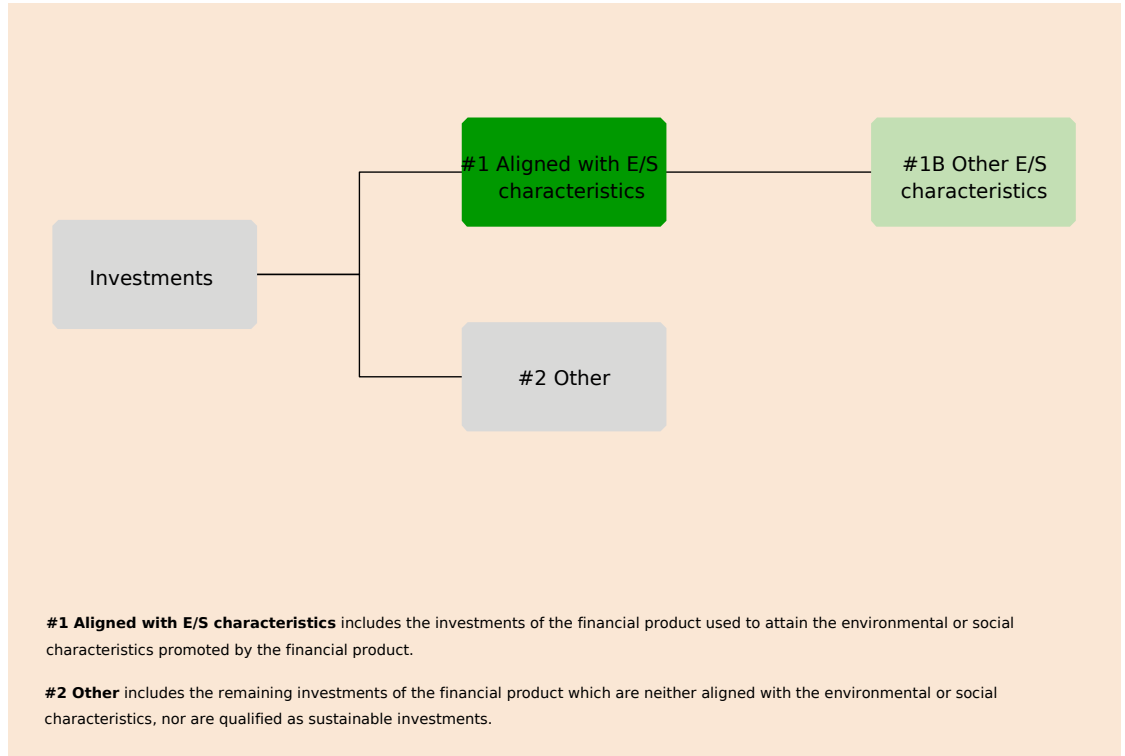 #1 Aligned with E/S
characteristics
#1B Other E/S
characteristics
Investments
#2 Other
#1 Aligned with E/S characteristics includes the investments of the financial product used to attain the environmental or social
characteristics promoted by the financial product.
#2 Other includes the remaining investments of the financial product which are neither aligned with the environmental or social
characteristics, nor are qualified as sustainable investments.